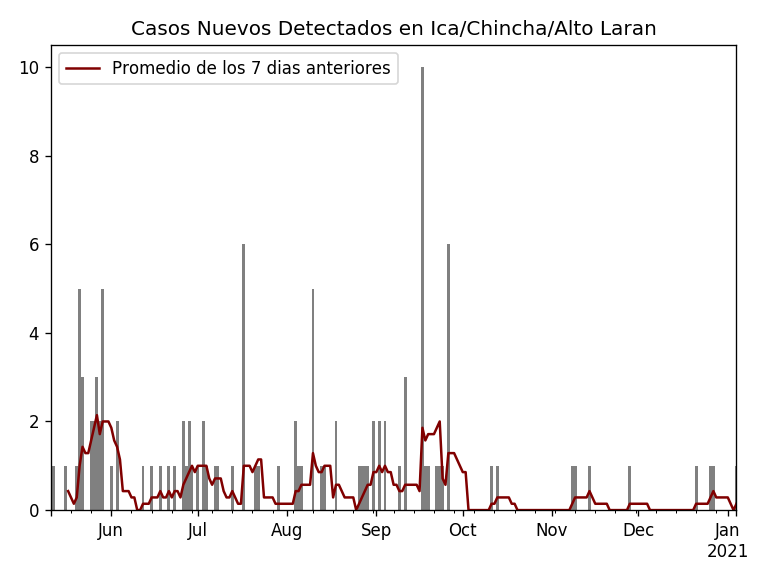 Casos Nuevos Detectados en Ica/Chincha/Alto Laran
Promedio de los 7 dias anteriores
10
8
6
4
2
0
Jun Jul Aug Sep Oct Nov Dec Jan
2021